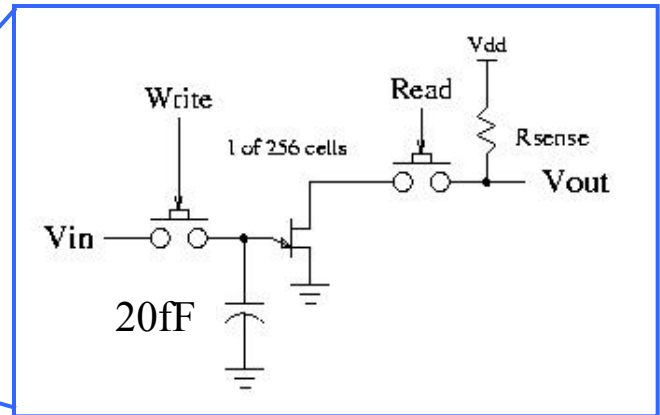 Vdd
Write
Read
1 of 256 cells
Rsense
Vout
Vin
20fF